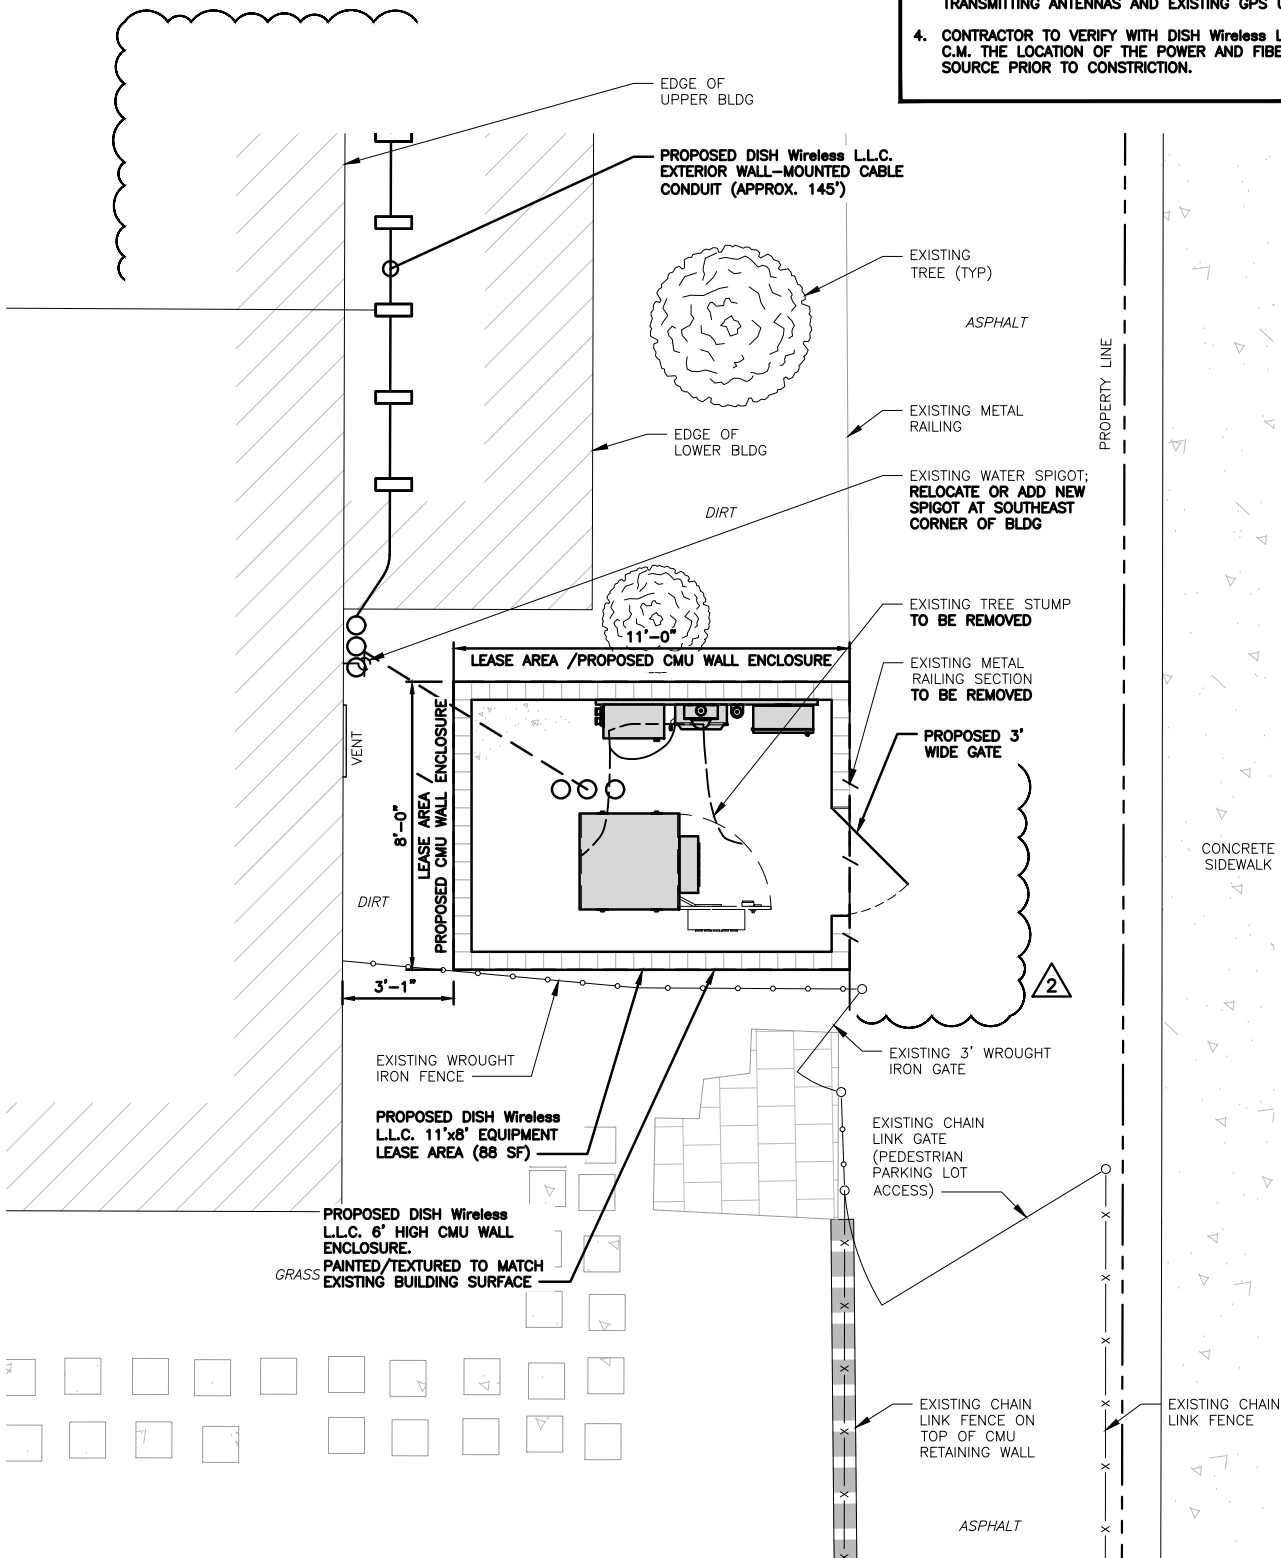 TRANSMITTING ANTENNAS AND EXISTING GPS
4. CONTRACTOR TO VERIFY WITH DISH Wireless
C.M. THE LOCATION OF THE POWER AND
SOURCE PRIOR TO CONSTRICTION.
EDGE OF
UPPER BLDG
PROPOSED DISH Wireless L.L.C.
EXTERIOR WALL-MOUNTED CABLE
CONDUIT (APPROX. 145')
EXISTING
TREE (TYP)
ASPHALT
PROPERTY LINE
EXISTING METAL
RAILING
EDGE OF
LOWER BLDG
EXISTING WATER SPIGOT;
RELOCATE OR ADD NEW
SPIGOT AT SOUTHEAST
CORNER OF BLDG
DIRT
EXISTING TREE STUMP
TO BE REMOVED
11'-0"
LEASE AREA /PROPOSED CMU WALL ENCLOSURE
EXISTING METAL
RAILING SECTION
TO BE REMOVED
VENT
8'-0"
LEASE AREA
PROPOSED CMU WALL ENCLOSURE
PROPOSED 3'
WIDE GATE
CONCRETE
SIDEWALK
DIRT
3'-1"
2
EXISTING WROUGHT
IRON FENCE
EXISTING 3' WROUGHT
IRON GATE
PROPOSED DISH Wireless
L.L.C. 11'x8' EQUIPMENT
LEASE AREA (88 SF)
EXISTING CHAIN
LINK GATE
(PEDESTRIAN
PARKING LOT
ACCESS)
PROPOSED DISH Wireless
L.L.C. 6' HIGH CMU WALL
ENCLOSURE.
PAINTED/TEXTURED TO MATCH
EXISTING BUILDING SURFACE
GRASS
EXISTING CHAIN
LINK FENCE ON
TOP OF CMU
RETAINING WALL
EXISTING CHAIN
LINK FENCE
ASPHALT